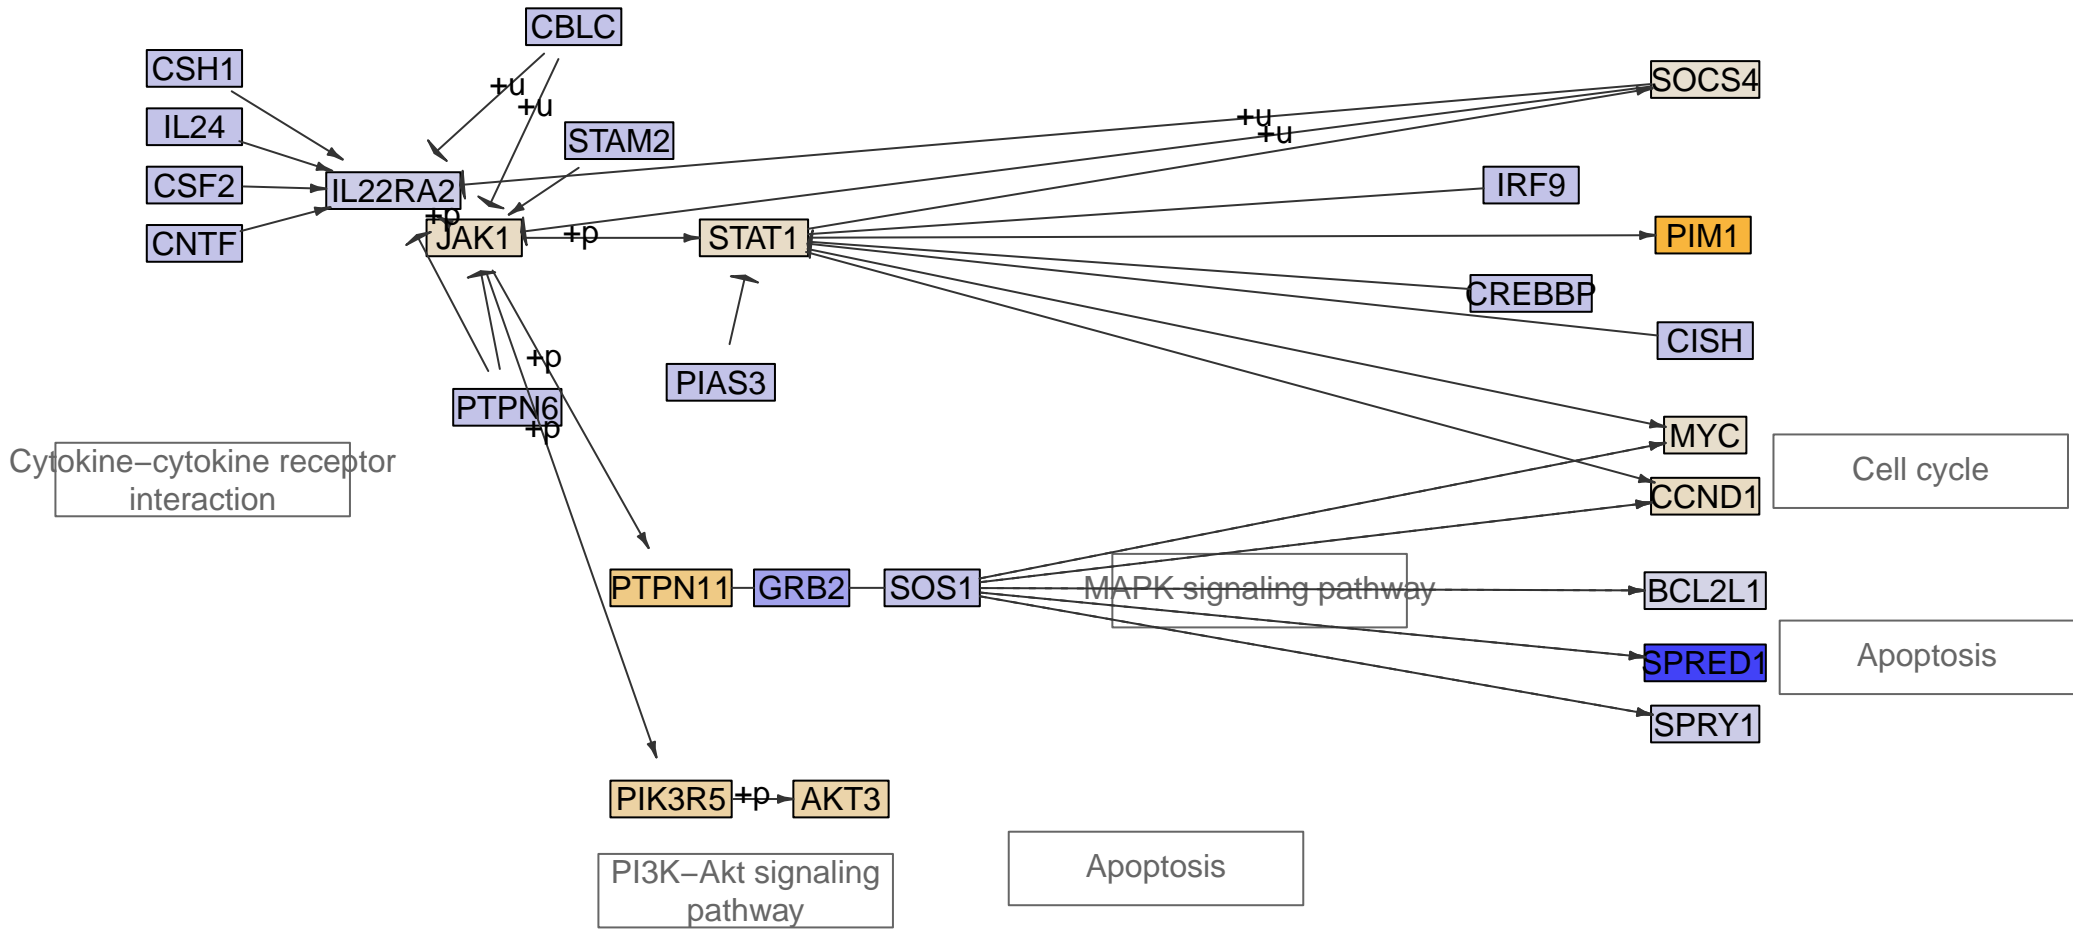 CBLC
CSH1
+u
SOCS4
+u
IL24
+u
+u
STAM2
CSF2
IL22RA2
IRF9
+p
CNTF
JAK1
+p
STAT1
PIM1
CREBBP
CISH
+p
PIAS3
PTPN6
+p
MYC
Cytokine−cytokine receptor
interaction
Cell cycle
CCND1
PTPN11
GRB2
SOS1
MAPK signaling pathway
BCL2L1
SPRED1
Apoptosis
SPRY1
PIK3R5
+p
AKT3
PI3K−Akt signaling
pathway
Apoptosis